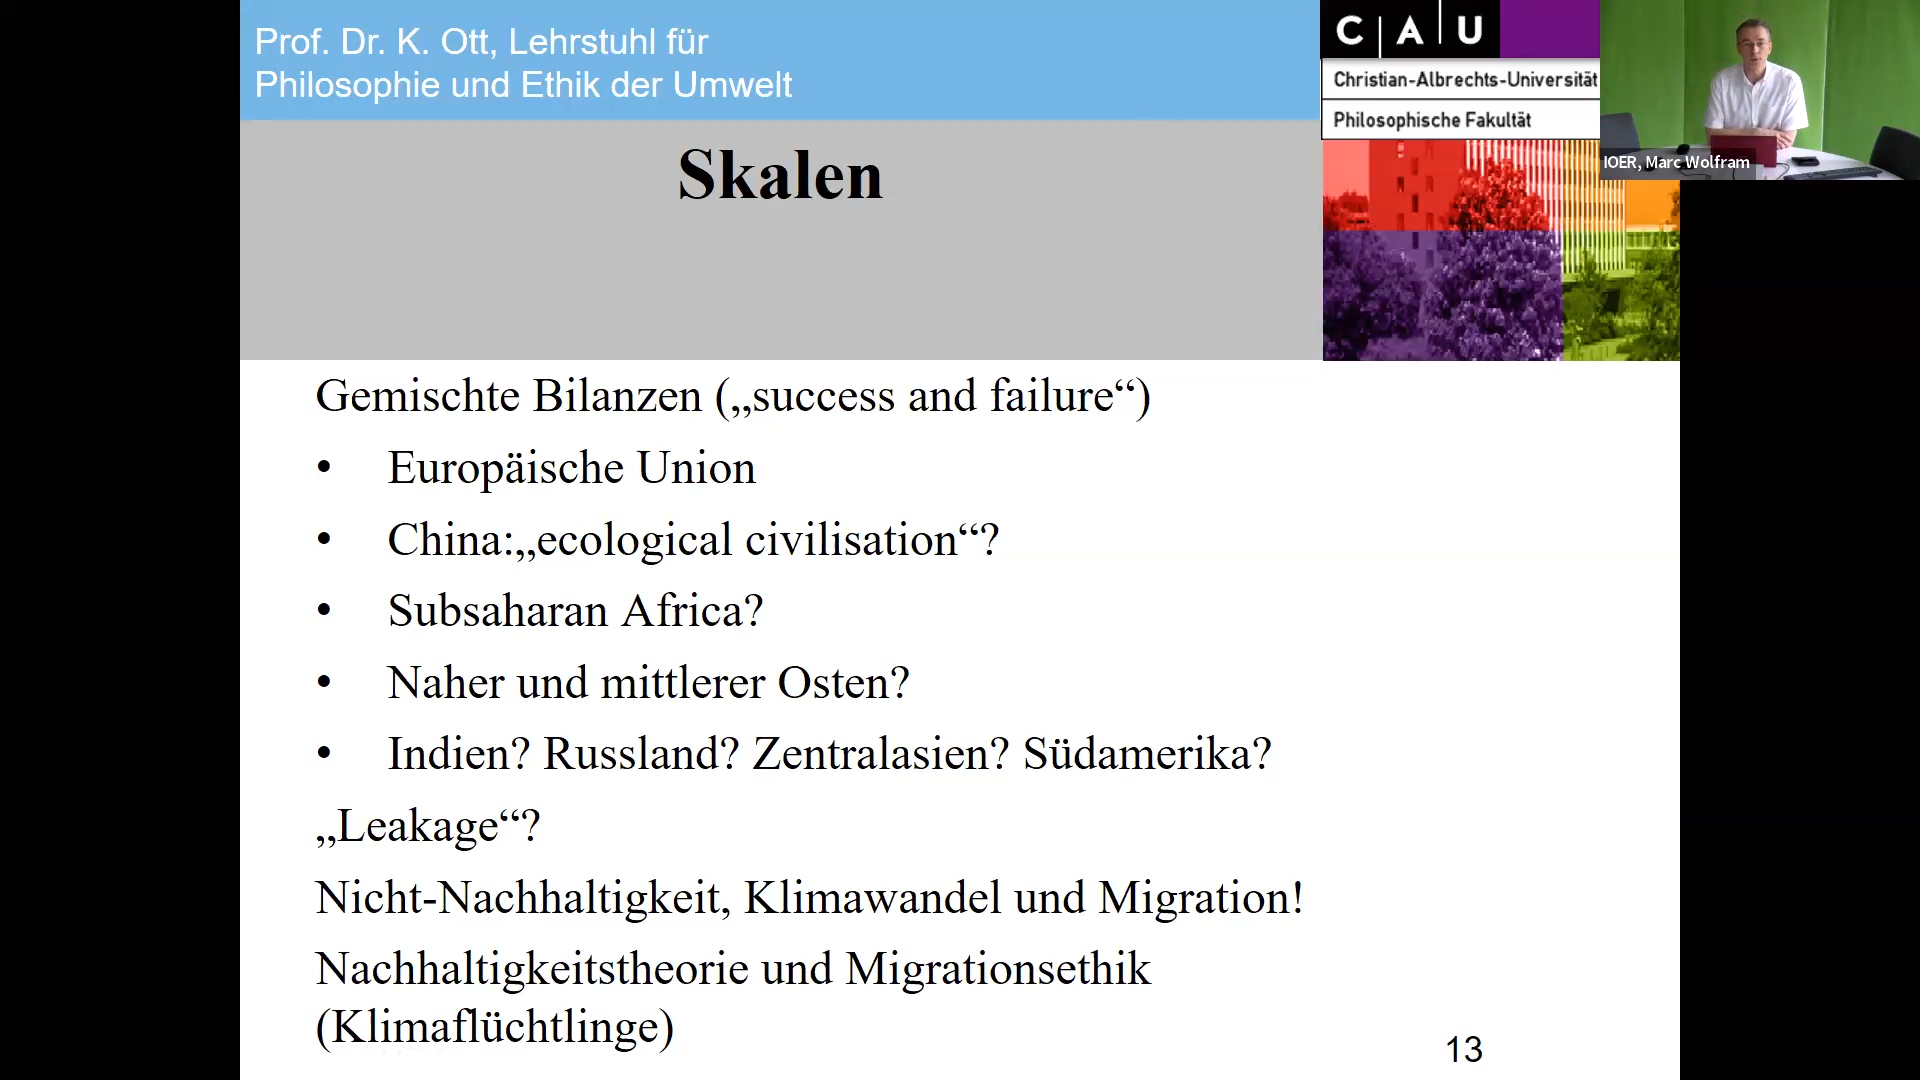 Prof. Dr. K. Ott, Lehrstuhl für
Philosophie und Ethik der Umwelt
C|A|U
Christian-Albrechts-Universität
Philosophische Fakultät
IOER, Marc Wolfram
Skalen
Gemischte Bilanzen („success and failure“)
• Europäische Union
• China:„ecological civilisation“?
• Subsaharan Africa?
• Naher und mittlerer Osten?
• Indien? Russland? Zentralasien? Südamerika?
„Leakage“?
Nicht-Nachhaltigkeit, Klimawandel und Migration!
Nachhaltigkeitstheorie und Migrationsethik
(Klimaflüchtlinge)
13